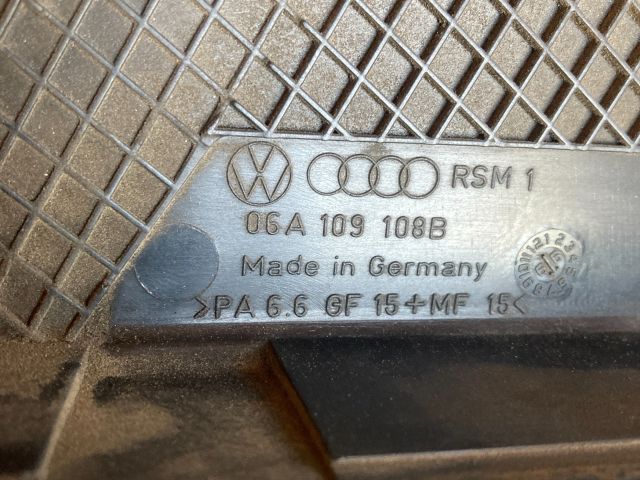 RSM 1
06A 109 108B
Made in Germany
>PA 6.6 GF 15+MF 15<